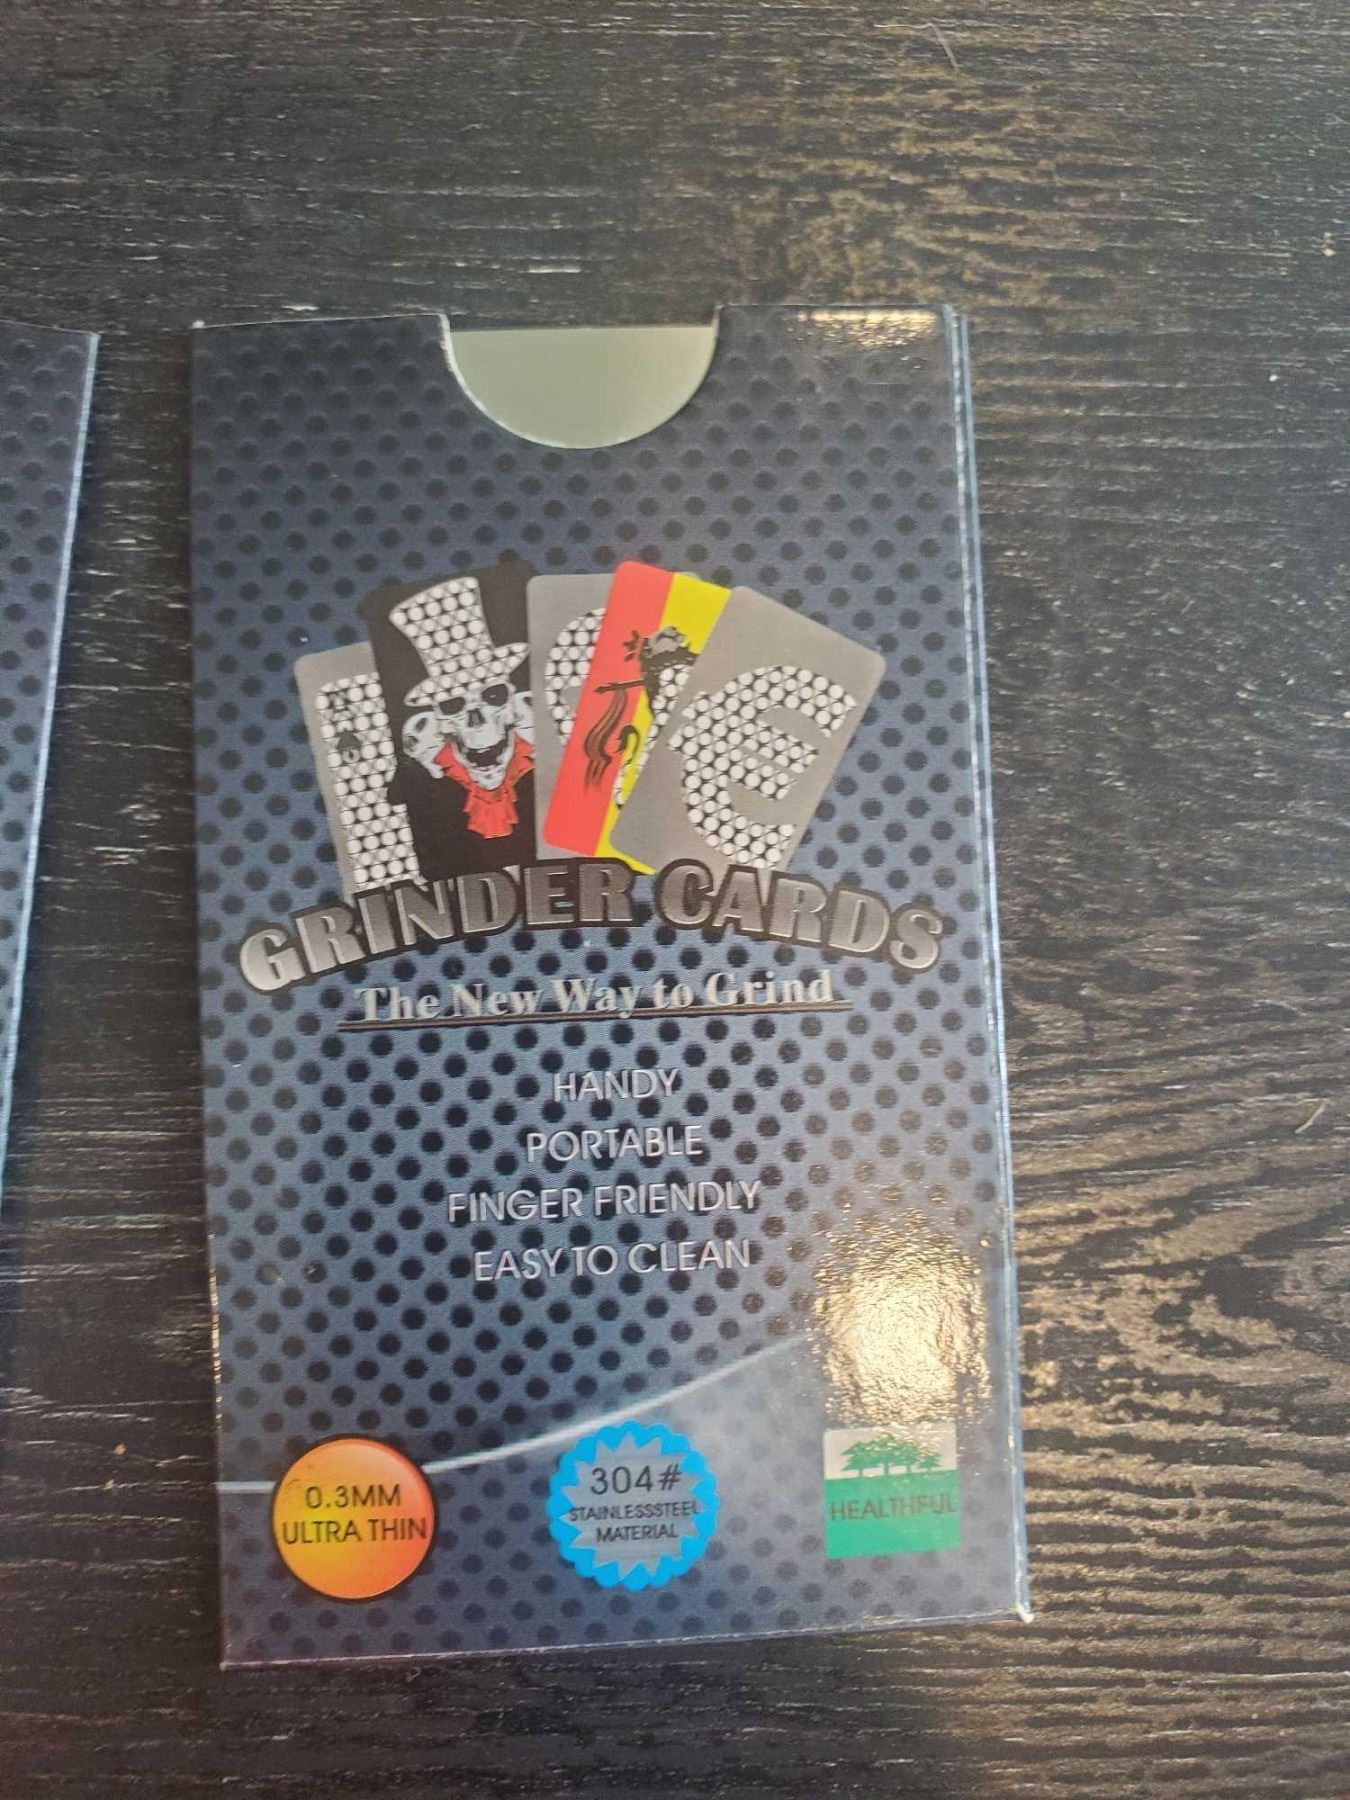 GRINDER CARDS
The New Way to Grind
HANDY
PORTABLE
FINGER FRIENDLY
EASY TO CLEAN
0.3MM
ULTRA THIN
304#
STAINLESSSTEEL
MATERIAL
HEALTHFUL